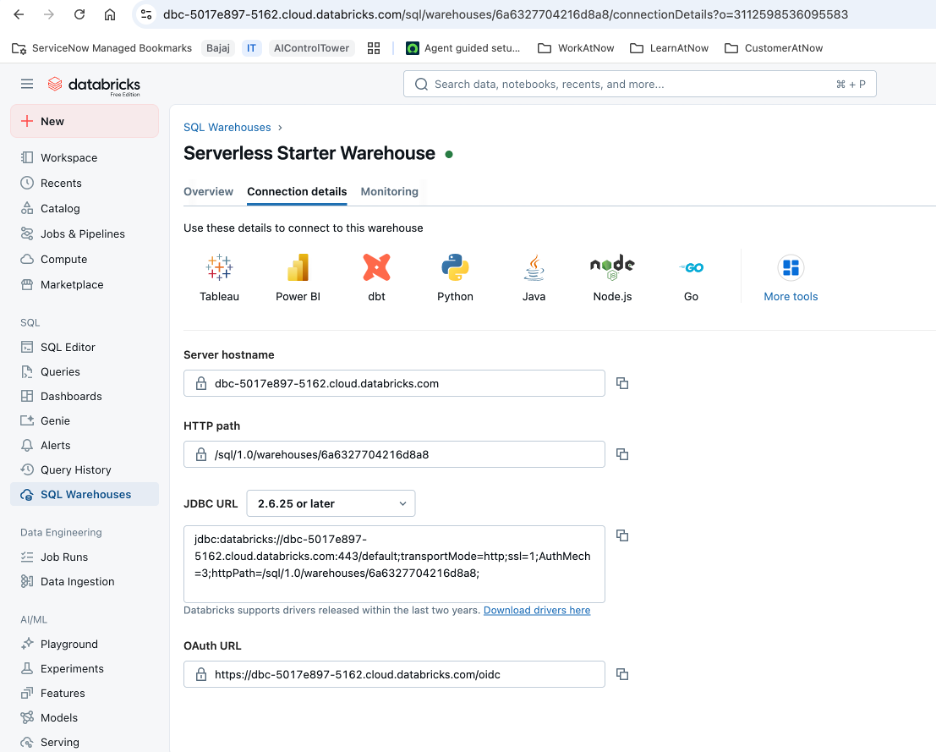 dbc-5017e897-5162.cloud.databricks.com/sql/warehouses/6a6327704216d8a8/connectionDetails?o=3112598536095583
ServiceNow Managed Bookmarks Bajaj IT AIControlTower Agent guided setu... WorkAtNow LearnAtNow CustomerAtNow
databricks
Free Edition
Search data, notebooks, recents, and more... ⌘ + P
New
Workspace
Recents
Catalog
Jobs & Pipelines
Compute
Marketplace
SQL
SQL Editor
Queries
Dashboards
Genie
Alerts
Query History
SQL Warehouses
Data Engineering
Job Runs
Data Ingestion
AI/ML
Playground
Experiments
Features
Models
Serving
SQL Warehouses ›
Serverless Starter Warehouse
Overview Connection details Monitoring
Use these details to connect to this warehouse
Tableau Power BI dbt Python Java Node.js Go More tools
node
JS
GO
Server hostname
dbc-5017e897-5162.cloud.databricks.com
HTTP path
/sql/1.0/warehouses/6a6327704216d8a8
JDBC URL 2.6.25 or later
jdbc:databricks://dbc-5017e897-
5162.cloud.databricks.com:443/default;transportMode=http;ssl=1;AuthMech
=3;httpPath=/sql/1.0/warehouses/6a6327704216d8a8;
Databricks supports drivers released within the last two years. Download drivers here
OAuth URL
https://dbc-5017e897-5162.cloud.databricks.com/oidc